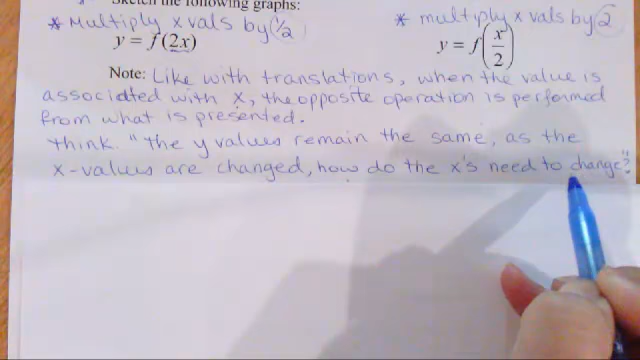 Sketch the following graphs:
* Multiply x vals by 1/2
* multiply x vals by 2
y = f(2x)
y = f(x/2)
Note: Like with translations, when the value is
associated with x, the opposite operation is performed
from what is presented.
Think "the y values remain the same, as the
x-values are changed, how do the x's need to change?"